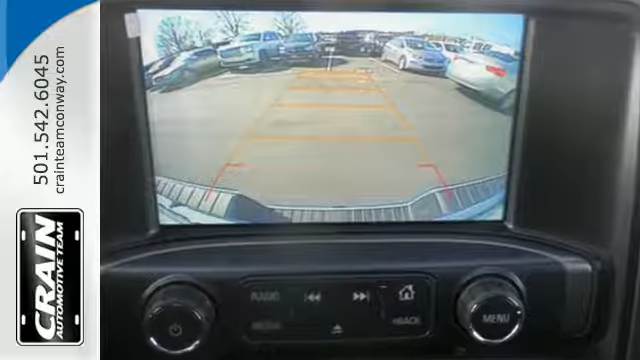 501.542.6045
crainteamconway.com
CRAIN
AUTOMOTIVE TEAM
RADIO
MEDIA
BACK
MENU